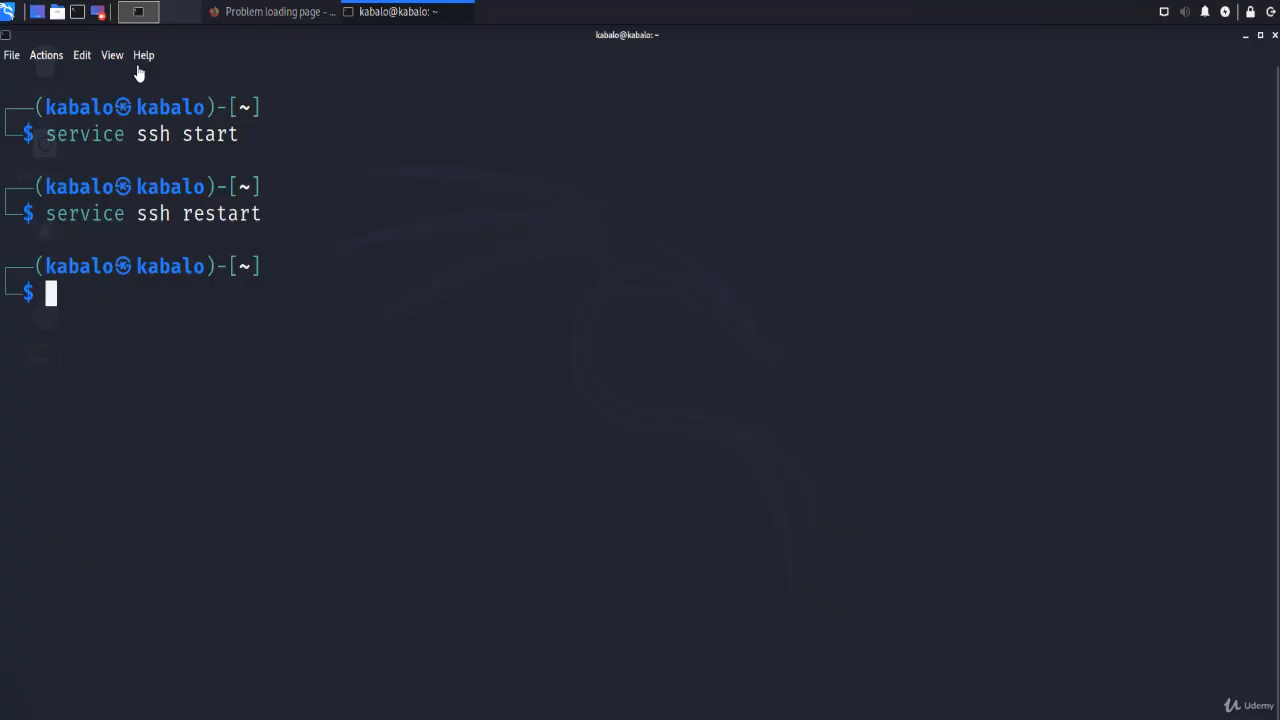 Problem loading page - ...
kabalo@kabalo: ~
kabalo@kabalo: ~
File Actions Edit View Help
┌──(kabalo㉿kabalo)-[~]
└─$ service ssh start
┌──(kabalo㉿kabalo)-[~]
└─$ service ssh restart
┌──(kabalo㉿kabalo)-[~]
└─$
Udemy